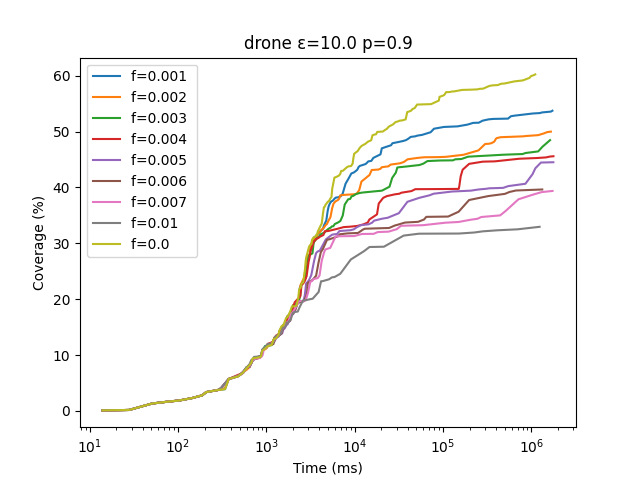 drone ε=10.0 p=0.9
f=0.001
f=0.002
f=0.003
f=0.004
f=0.005
f=0.006
f=0.007
f=0.01
f=0.0
Coverage (%)
60
50
40
30
20
10
0
10¹ 10² 10³ 10⁴ 10⁵ 10⁶
Time (ms)